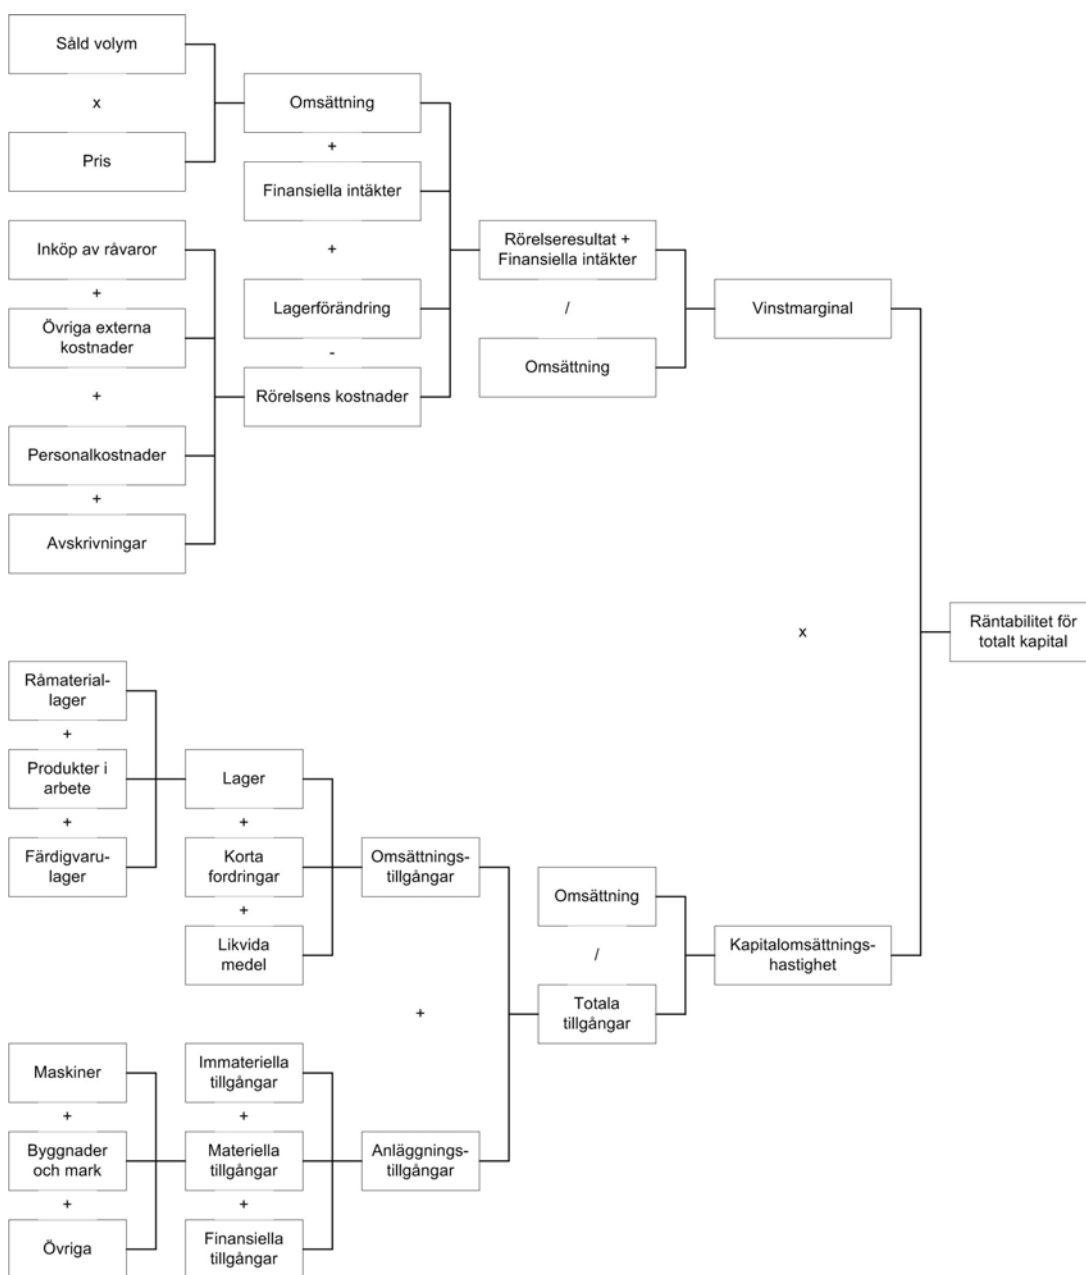 Såld volym
x
Pris
Omsättning
+
Finansiella intäkter
+
Lagerförändring
-
Rörelsens kostnader
Inköp av råvaror
+
Övriga externa
kostnader
+
Personalkostnader
+
Avskrivningar
Rörelseresultat +
Finansiella intäkter
/
Omsättning
Vinstmarginal
x
Räntabilitet för
totalt kapital
Råmaterial-
lager
+
Produkter i
arbete
+
Färdigvaru-
lager
Lager
+
Korta
fordringar
+
Likvida
medel
Omsättnings-
tillgångar
+
Omsättning
/
Totala
tillgångar
Kapitalomsättnings-
hastighet
Maskiner
+
Byggnader
och mark
+
Övriga
Immateriella
tillgångar
+
Materiella
tillgångar
+
Finansiella
tillgångar
Anläggnings-
tillgångar